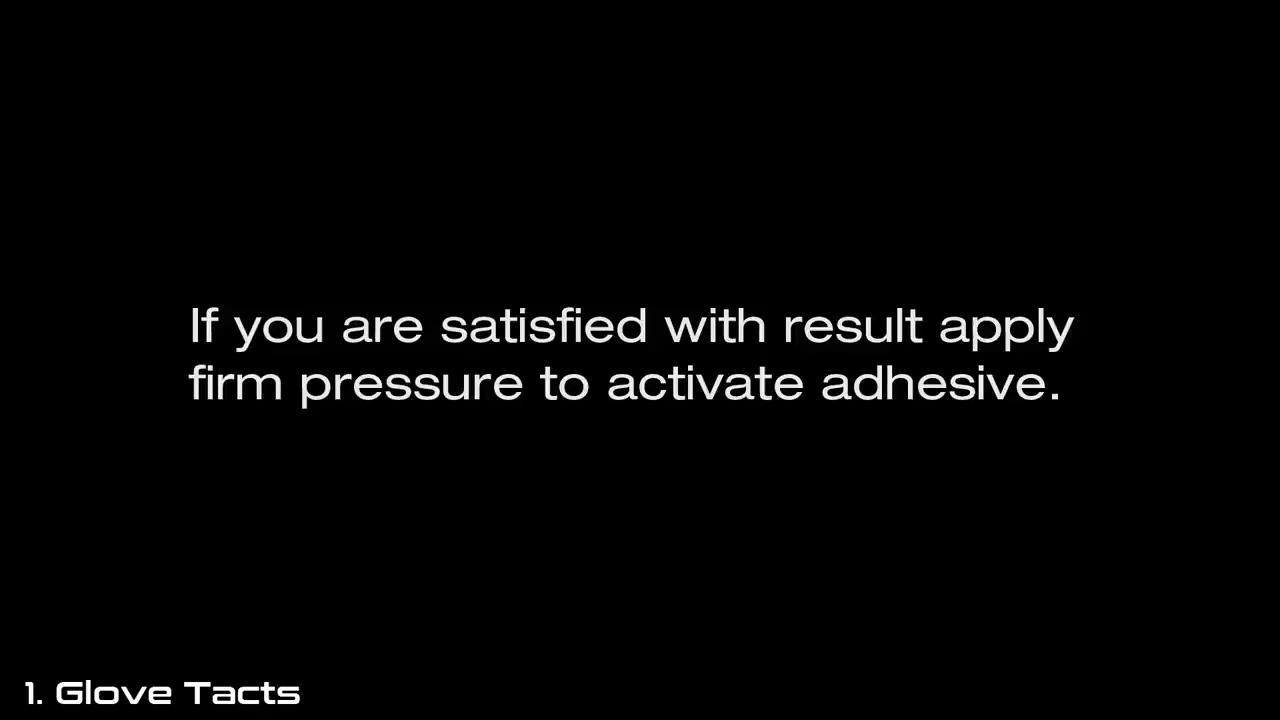 If you are satisfied with result apply
firm pressure to activate adhesive.
1. Glove Tacts